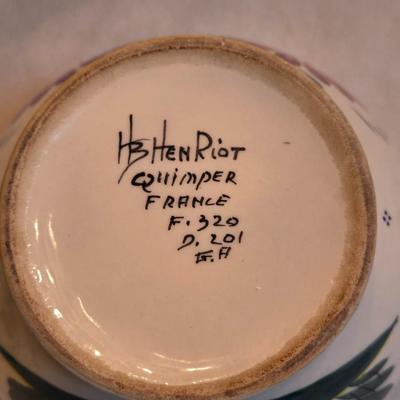 HB HenRiot
Quimper
FRANCE
F. 320
D. 201